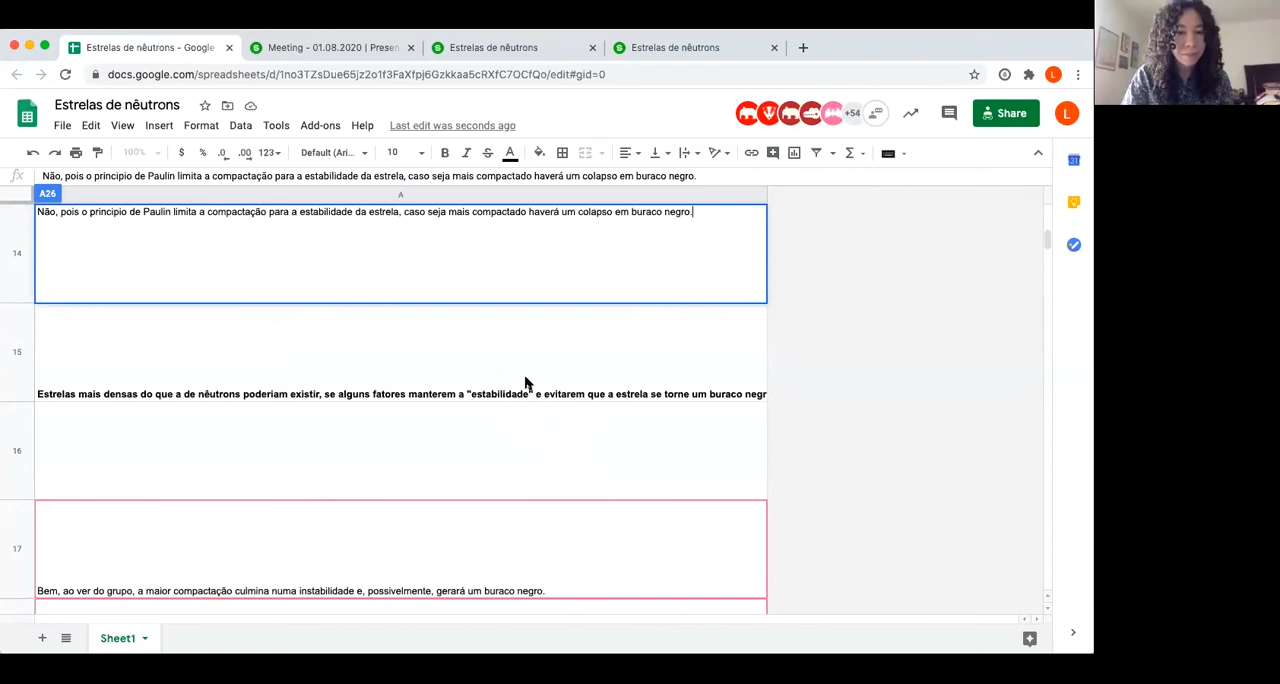 Estrelas de nêutrons - Google
Meeting - 01.08.2020 | Presen
Estrelas de nêutrons
Estrelas de nêutrons
docs.google.com/spreadsheets/d/1no3TZsDue65jz2o1f3FaXfpj6Gzkkaa5cRXfC7OCfQo/edit#gid=0
L
Estrelas de nêutrons
+54
Share
L
File Edit View Insert Format Data Tools Add-ons Help Last edit was seconds ago
100% $ % .0 .00 123 Default (Ari... 10 B I S A
fx Não, pois o principio de Paulin limita a compactação para a estabilidade da estrela, caso seja mais compactado haverá um colapso em buraco negro.
A26
A
Não, pois o principio de Paulin limita a compactação para a estabilidade da estrela, caso seja mais compactado haverá um colapso em buraco negro.
14
15
Estrelas mais densas do que a de nêutrons poderiam existir, se alguns fatores manterem a "estabilidade" e evitarem que a estrela se torne um buraco negr
16
17
Bem, ao ver do grupo, a maior compactação culmina numa instabilidade e, possivelmente, gerará um buraco negro.
Sheet1
31